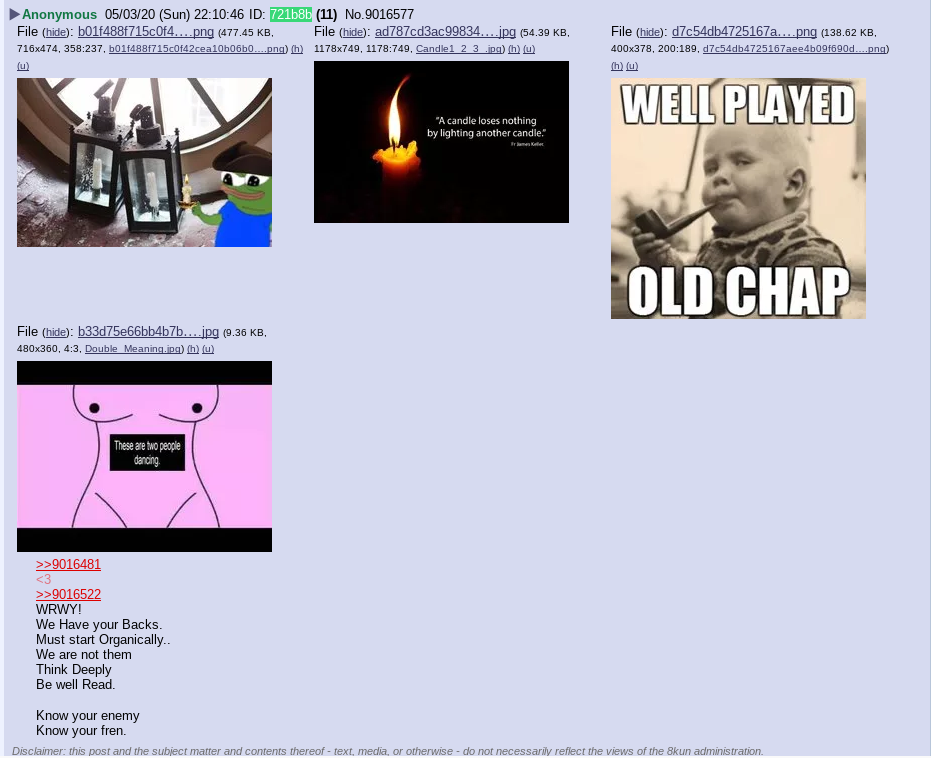 ▶Anonymous 05/03/20 (Sun) 22:10:46 ID: 721b8b (11) No.9016577
File (hide): b01f488f715c0f4….png (477.45 KB,
716x474, 358:237, b01f488f715c0f42cea10b06b0….png) (h)
(u)
File (hide): ad787cd3ac99834….jpg (54.39 KB,
1178x749, 1178:749, Candle1_2_3_.jpg) (h) (u)
“A candle loses nothing
by lighting another candle.”
Fr James Keller.
File (hide): d7c54db4725167a….png (138.62 KB,
400x378, 200:189, d7c54db4725167aee4b09f690d….png)
(h) (u)
WELL PLAYED
OLD CHAP
File (hide): b33d75e66bb4b7b….jpg (9.36 KB,
480x360, 4:3, Double_Meaning.jpg) (h) (u)
These are two people
dancing.
>>9016481
<3
>>9016522
WRWY!
We Have your Backs.
Must start Organically..
We are not them
Think Deeply
Be well Read.
Know your enemy
Know your fren.
Disclaimer: this post and the subject matter and contents thereof - text, media, or otherwise - do not necessarily reflect the views of the 8kun administration.